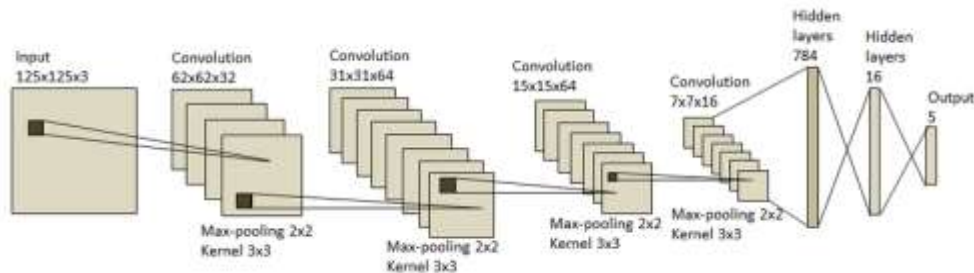 Input
125x125x3
Convolution
62x62x32
Max-pooling 2x2
Kernel 3x3
Convolution
31x31x64
Max-pooling 2x2
Kernel 3x3
Convolution
15x15x64
Max-pooling 2x2
Kernel 3x3
Convolution
7x7x16
Max-pooling 2x2
Kernel 3x3
Hidden
layers
784
Hidden
layers
16
Output
5